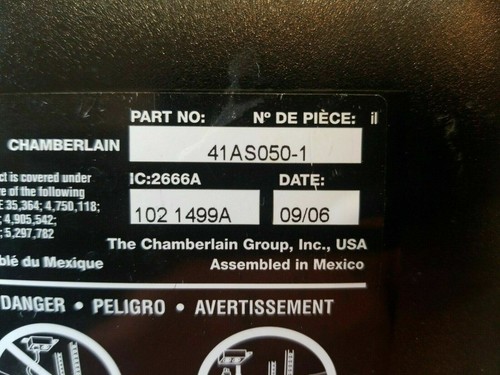 PART NO: Nº DE PIÈCE:
CHAMBERLAIN 41AS050-1
ct is covered under
re of the following
E 35,364; 4,750,118;
; 4,905,542;
; 5,297,782
IC:2666A DATE:
102 1499A 09/06
The Chamberlain Group, Inc., USA
blé du Mexique Assembled in Mexico
DANGER • PELIGRO • AVERTISSEMENT